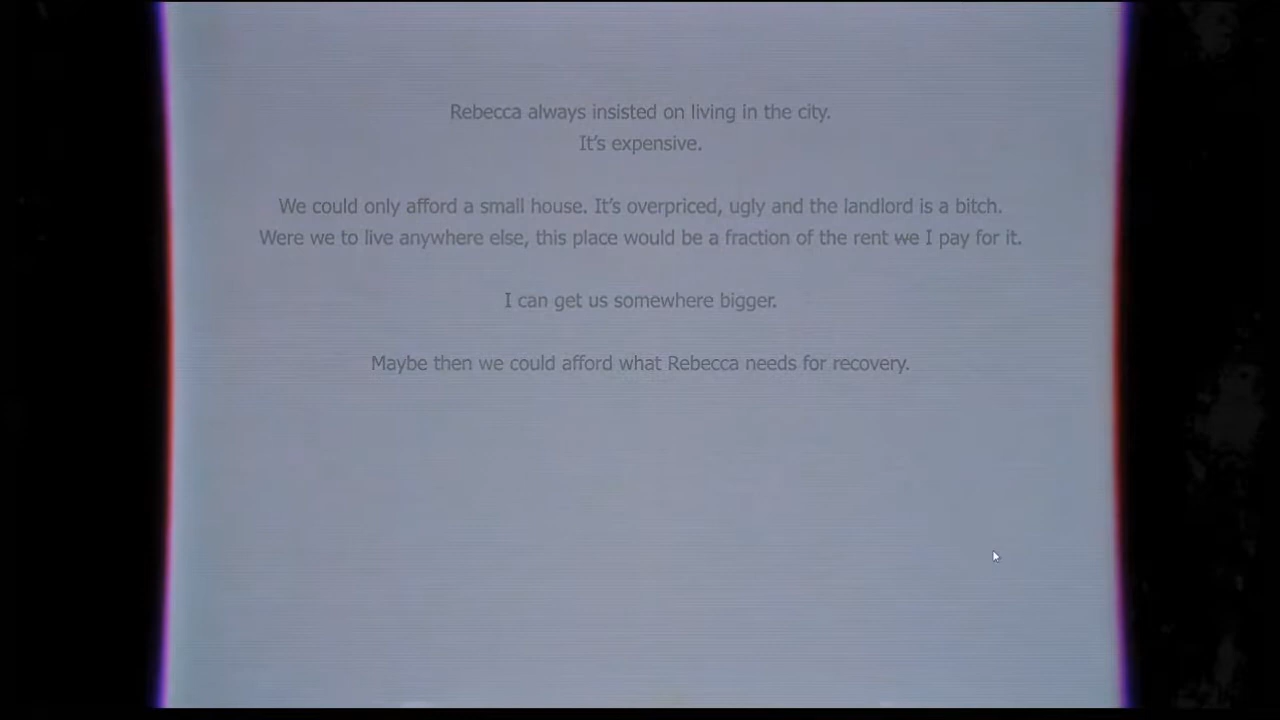 Rebecca always insisted on living in the city.
It's expensive.
We could only afford a small house. It's overpriced, ugly and the landlord is a bitch.
Were we to live anywhere else, this place would be a fraction of the rent we I pay for it.
I can get us somewhere bigger.
Maybe then we could afford what Rebecca needs for recovery.